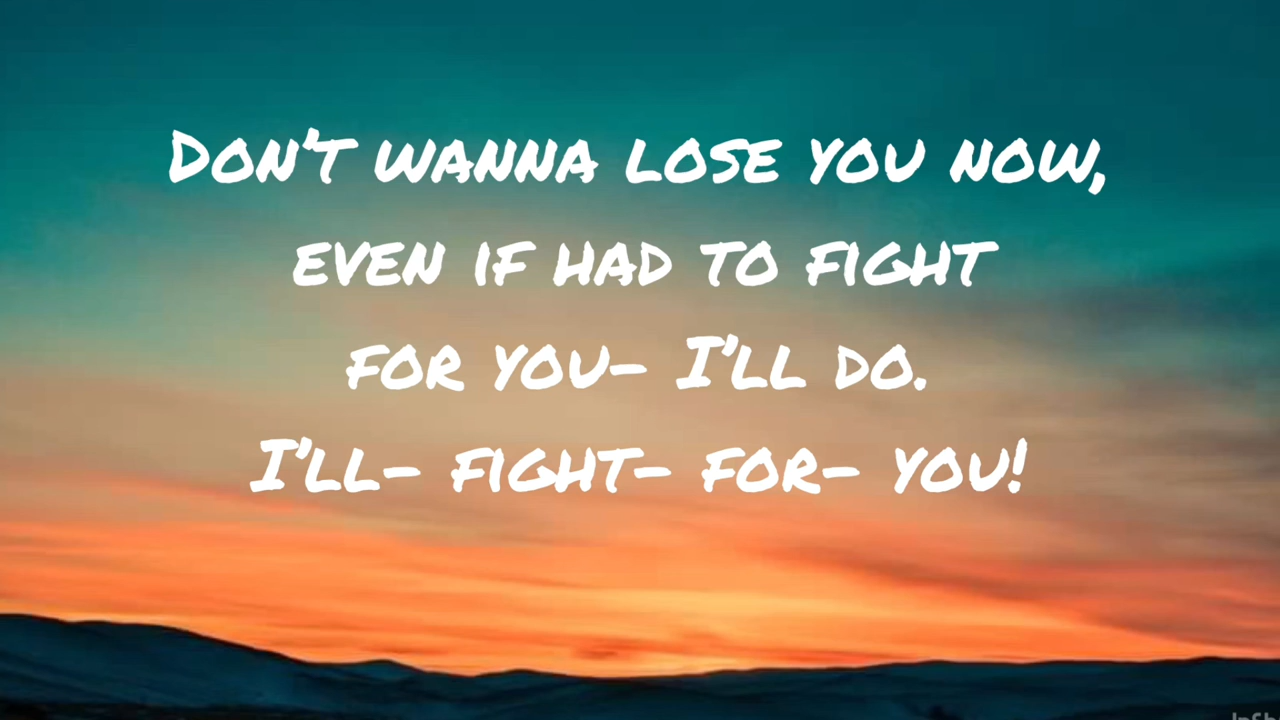 Don't wanna lose you now,
even if had to fight
for you- I'll do.
I'll- fight- for- you!